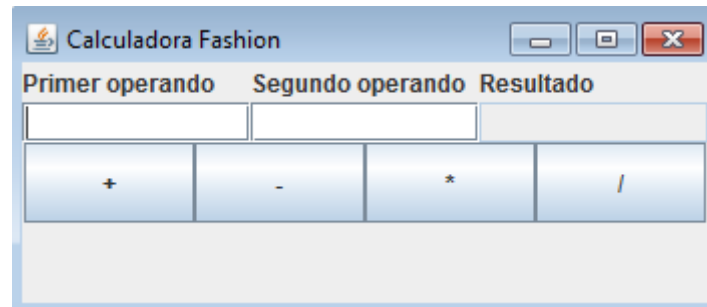 Calculadora Fashion
Primer operando Segundo operando Resultado
+ - * /